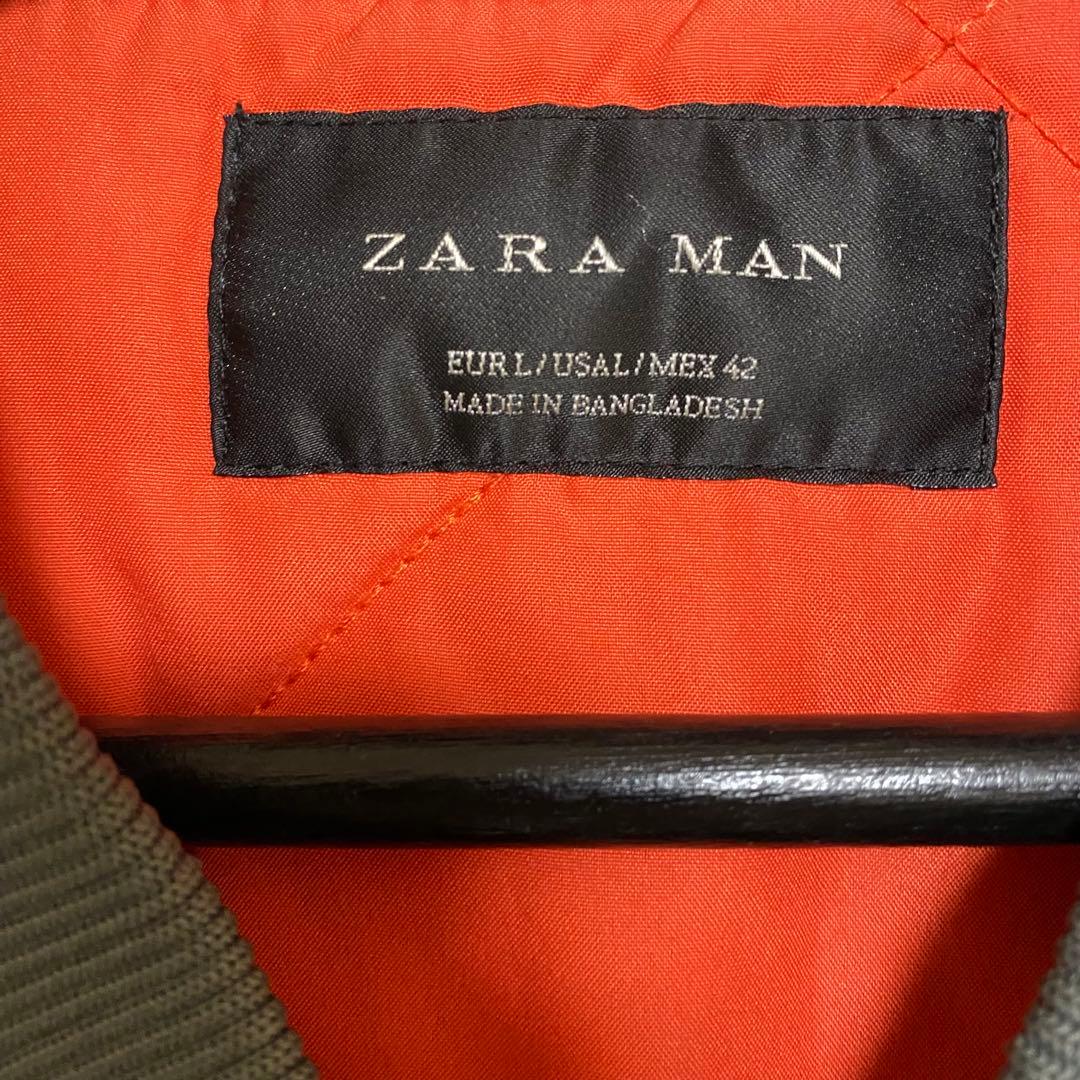 ZARA MAN
EUR L / USA L / MEX 42
MADE IN BANGLADESH